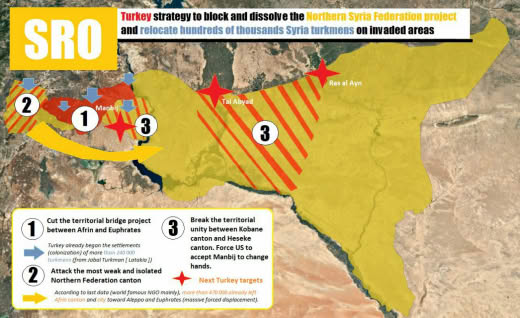 SRO
Turkey strategy to block and dissolve the Northern Syria Federation project
and relocate hundreds of thousands Syria turkmens on invaded areas
Ras al Ayn
Tal Abyad
Manbij
2
1
3
3
1
Cut the territorial bridge project
between Afrin and Euphrates
Turkey already began the settlements
(colonization) of more than 240 000
turkmens (from Jabal Turkman | Latakia |)
2
Attack the most weak and isolated
Northern Federation canton
According to last data (world famous NGO mainly), more than 470 000 already left
Afrin canton and city toward Aleppo and Euphrates (massive forced displacement).
3
Break the territorial
unity between Kobane
canton and Heseke
canton. Force US to
accept Manbij to change
hands.
Next Turkey targets